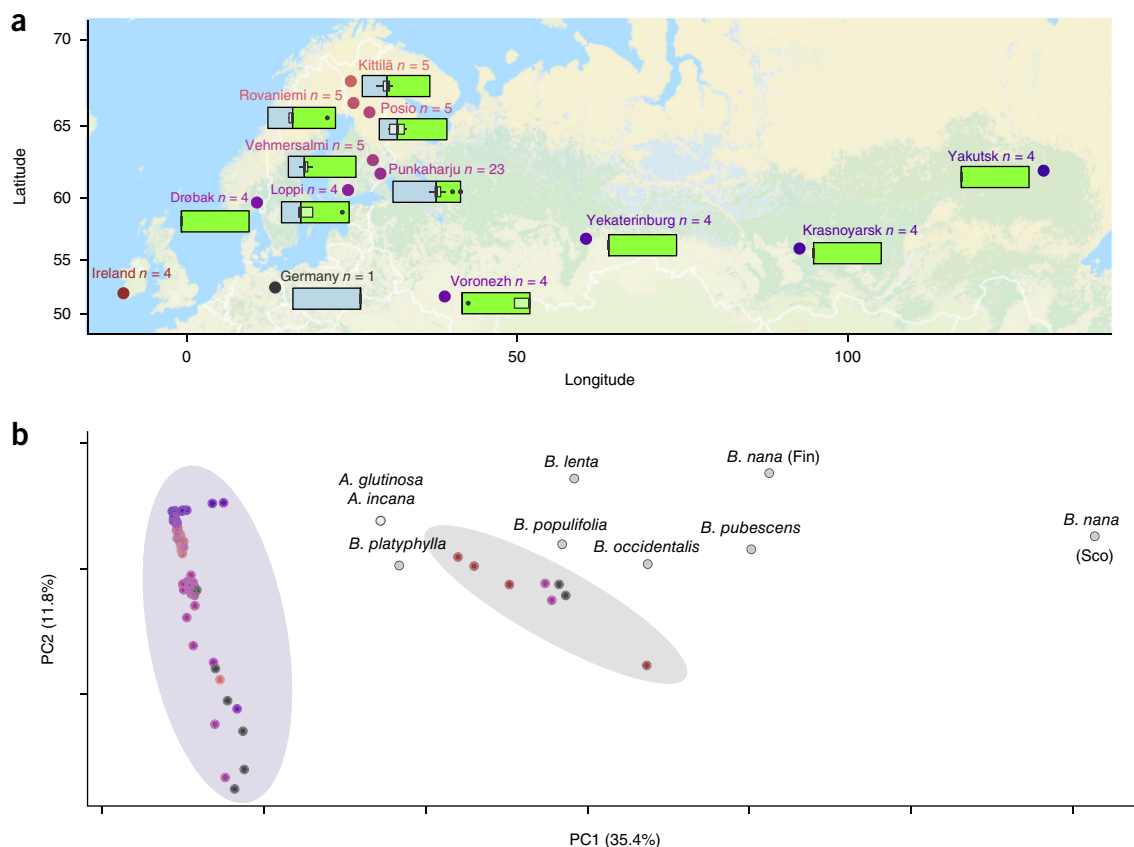 a
70
65
60
55
50
Latitude
Kittilä n = 5
Rovaniemi n = 5
Posio n = 5
Vehmersalmi n = 5
Punkaharju n = 23
Yakutsk n = 4
Drøbak n = 4
Loppi n = 4
Yekaterinburg n = 4
Krasnoyarsk n = 4
Ireland n = 4
Germany n = 1
Voronezh n = 4
0
50
100
Longitude
b
B. lenta
B. nana (Fin)
A. glutinosa
A. incana
B. populifolia
B. pubescens
B. nana
(Sco)
B. platyphylla
B. occidentalis
PC2 (11.8%)
PC1 (35.4%)